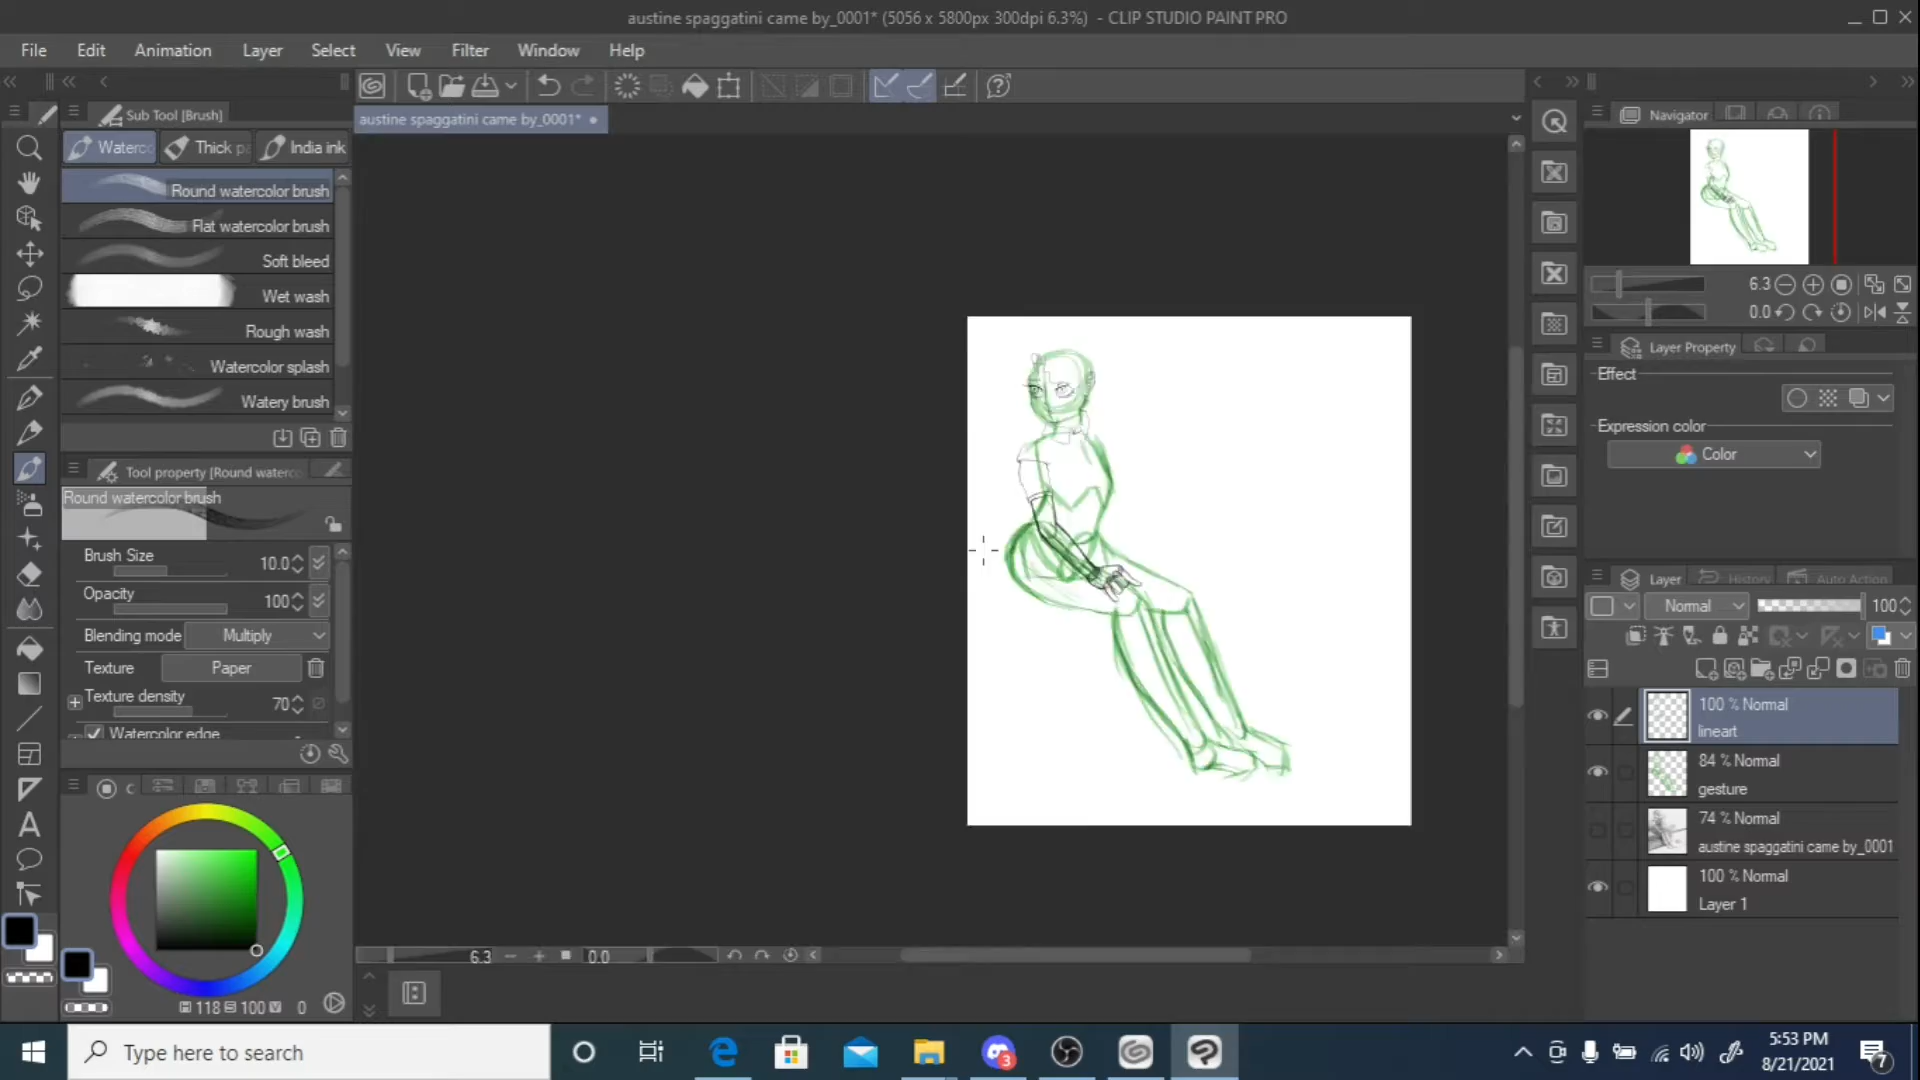 austine spaggatini came by_0001* (5056 x 5800px 300dpi 6.3%) - CLIP STUDIO PAINT PRO
File Edit Animation Layer Select View Filter Window Help
Sub Tool [Brush]
austine spaggatini came by_0001*
Navigator
Waterc Thick p India ink
Round watercolor brush
Flat watercolor brush
Soft bleed
Wet wash
Rough wash
Watercolor splash
Watery brush
Tool property [Round waterc
Round watercolor brush
Brush Size 10.0
Opacity 100
Blending mode Multiply
Texture Paper
Texture density 70
Watercolor edge
118 100 0
6.3 0.0
6.3
0.0
Layer Property
Effect
Expression color
Color
Layer History Auto Action
Normal 100
100 % Normal
lineart
84 % Normal
gesture
74 % Normal
austine spaggatini came by_0001
100 % Normal
Layer 1
Type here to search
3
5:53 PM
8/21/2021
7